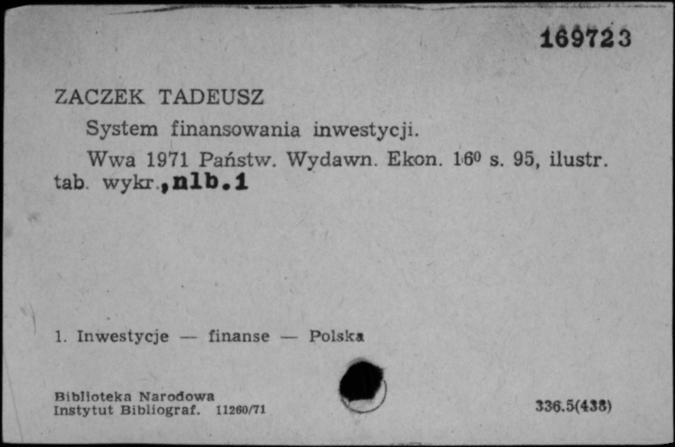 169723
ZACZEK TADEUSZ
System finansowania inwestycji.
Wwa 1971 Państw. Wydawn. Ekon. 16⁰ s. 95, ilustr.
tab. wykr.,nlb.1
1. Inwestycje — finanse — Polska
Biblioteka Narodowa
Instytut Bibliograf. 11260/71
336.5(438)